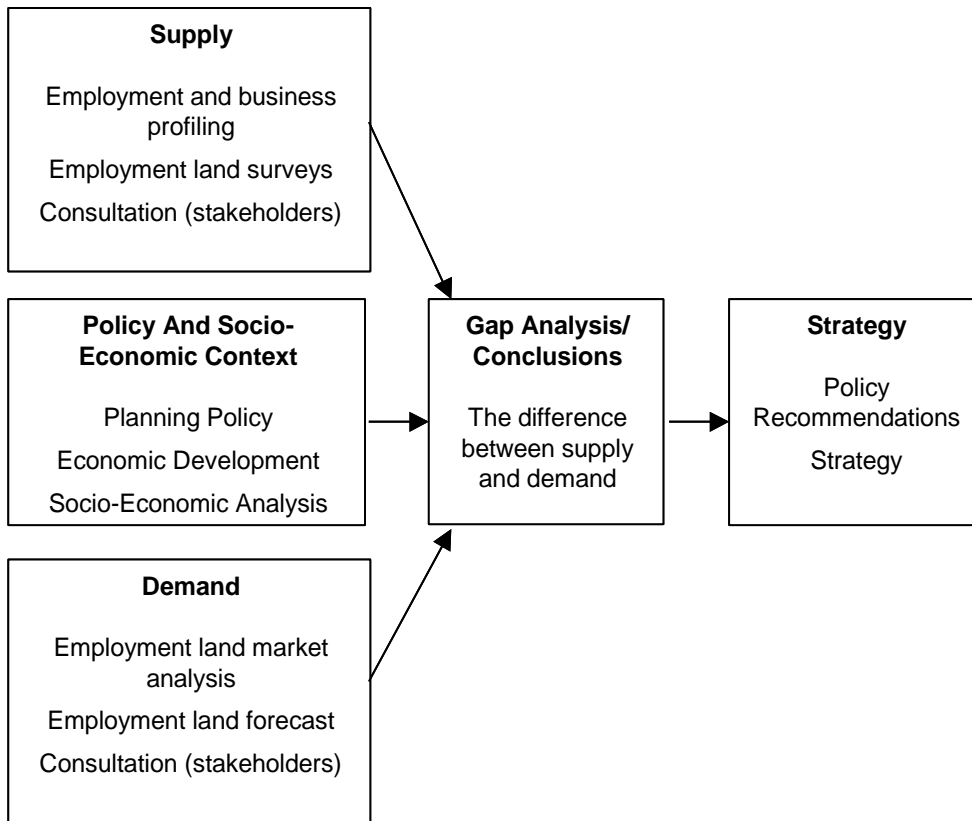 Supply
Employment and business
profiling
Employment land surveys
Consultation (stakeholders)
Policy And Socio-
Economic Context
Planning Policy
Economic Development
Socio-Economic Analysis
Demand
Employment land market
analysis
Employment land forecast
Consultation (stakeholders)
Gap Analysis/
Conclusions
The difference
between supply
and demand
Strategy
Policy
Recommendations
Strategy